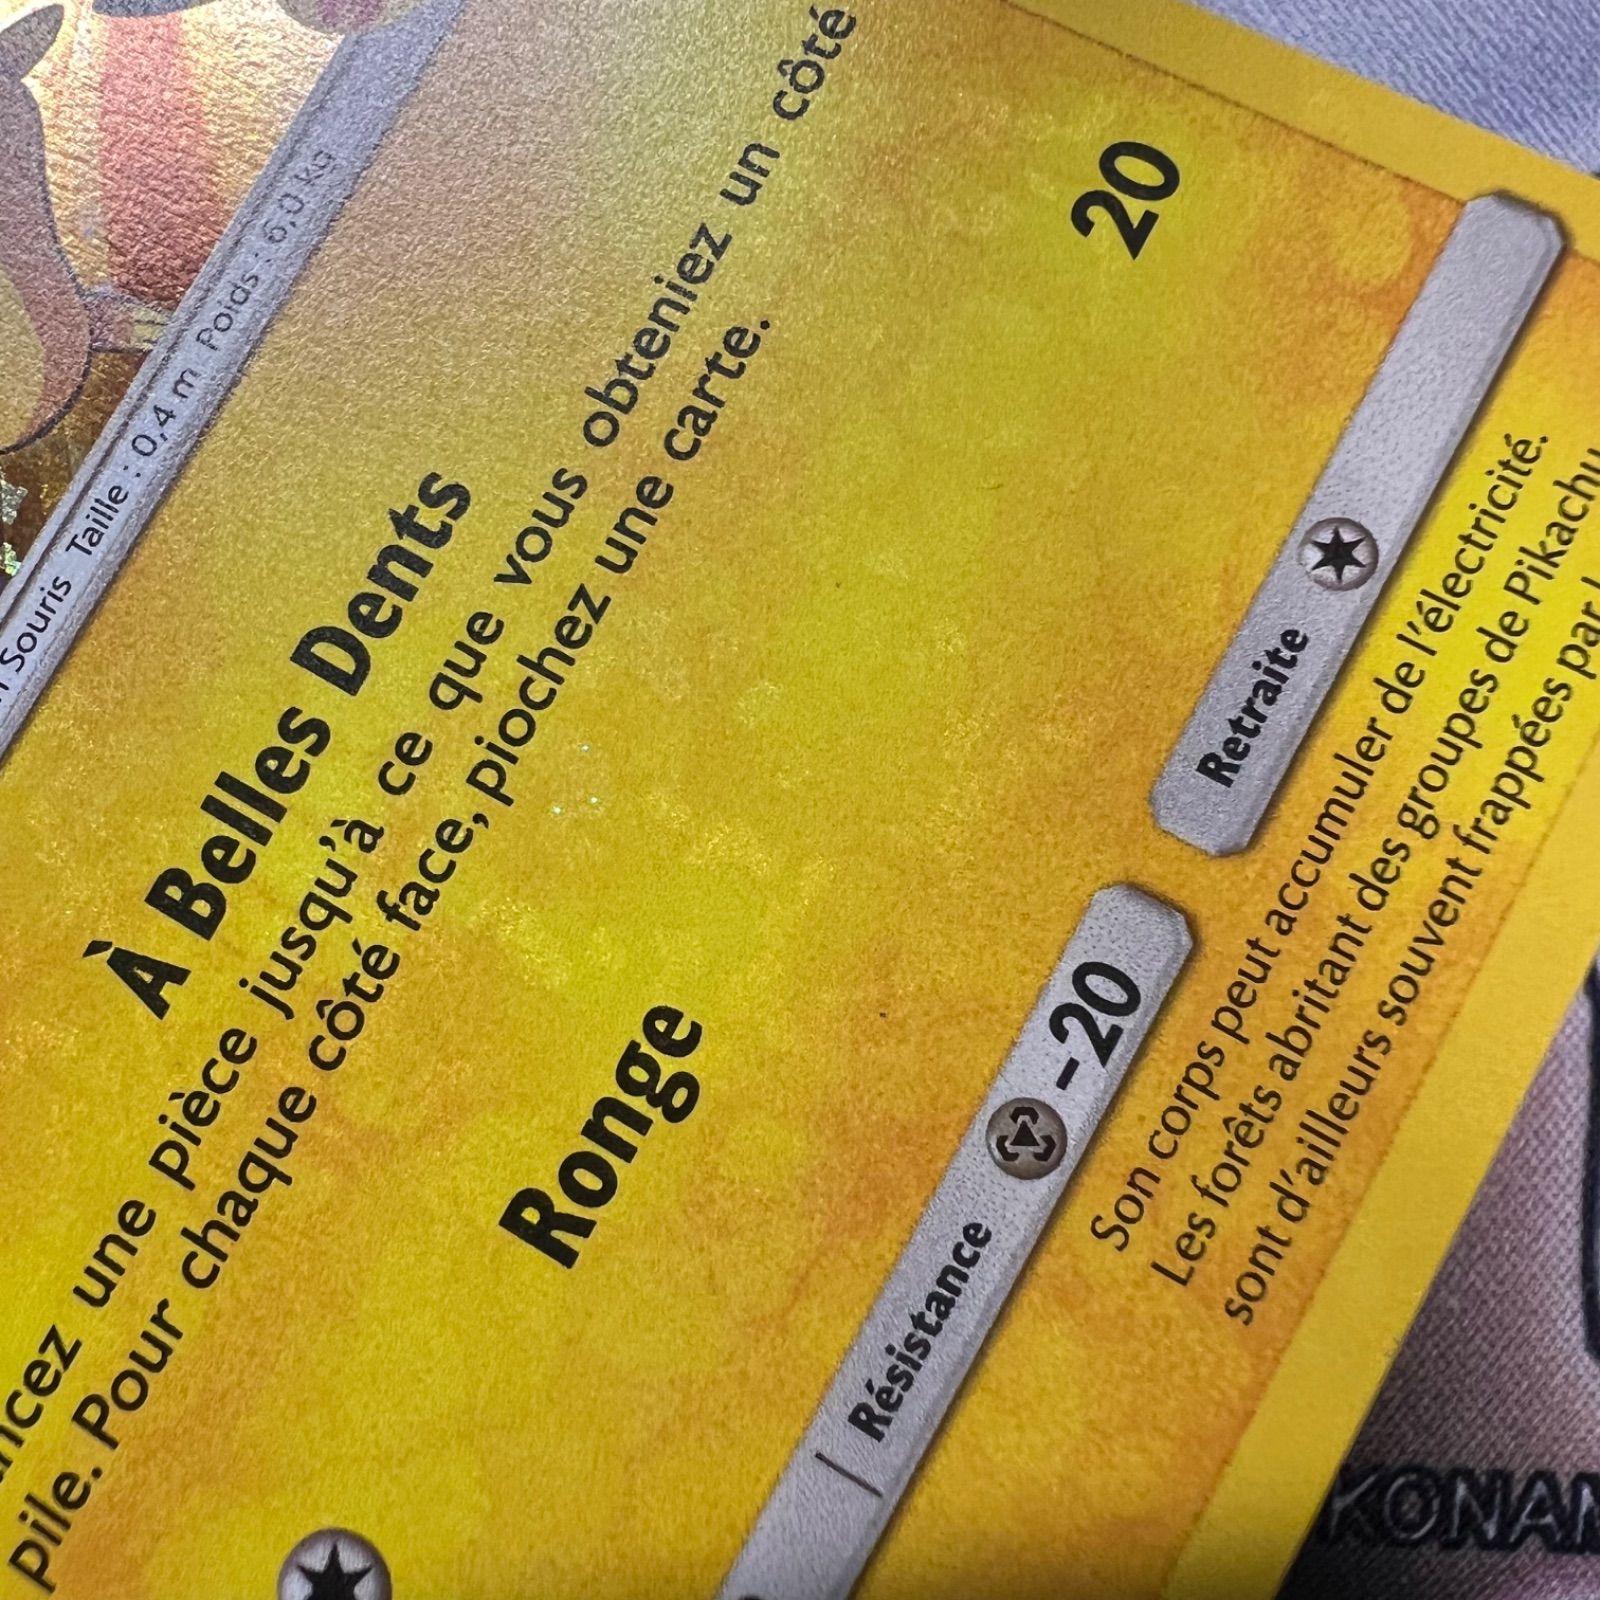 Souris Taille : 0,4 m Poids : 6,0 kg
À Belles Dents
une pièce jusqu'à ce que vous obteniez un côté
pile. Pour chaque côté face, piochez une carte.
Ronge 20
Résistance -20 Retraite
Son corps peut accumuler de l'électricité.
Les forêts abritant des groupes de Pikachu
sont d'ailleurs souvent frappées par